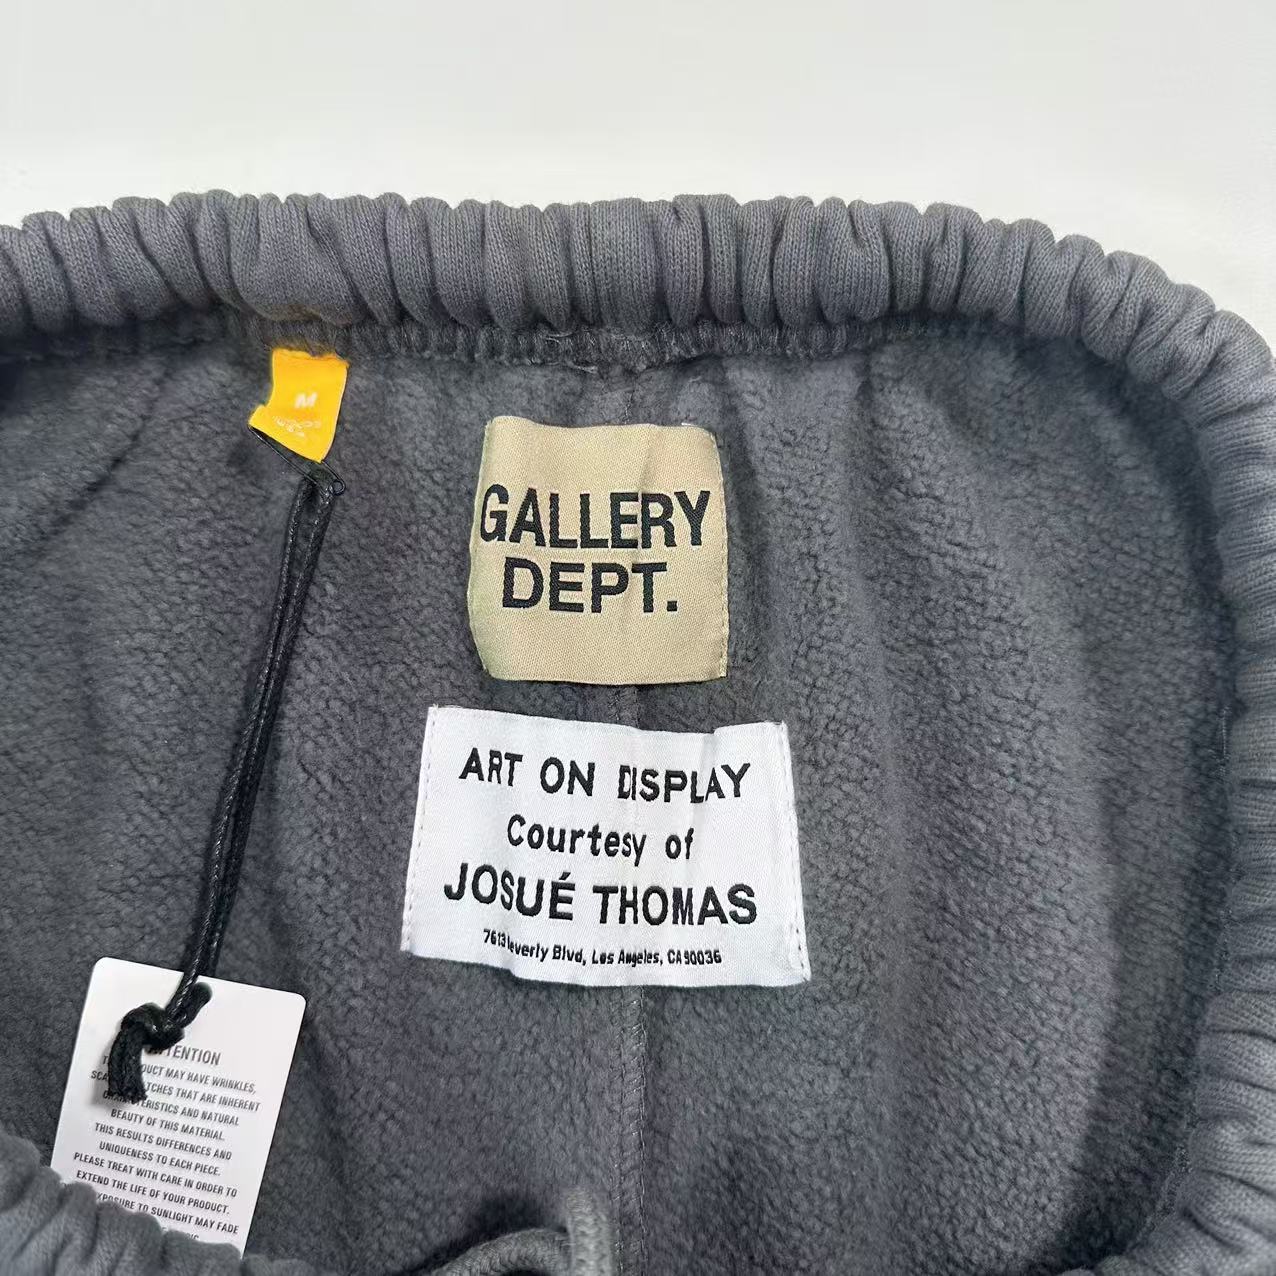 M
GALLERY
DEPT.
ART ON DISPLAY
Courtesy of
JOSUÉ THOMAS
7613 Beverly Blvd, Los Angeles, CA 90036
ATTENTION
PRODUCT MAY HAVE WRINKLES,
THAT ARE INHERENT
CHARACTERISTICS AND NATURAL
BEAUTY OF THIS MATERIAL.
THIS RESULTS DIFFERENCES AND
UNIQUENESS TO EACH PIECE.
PLEASE TREAT WITH CARE IN ORDER TO
EXTEND THE LIFE OF YOUR PRODUCT.
EXPOSURE TO SUNLIGHT MAY FADE